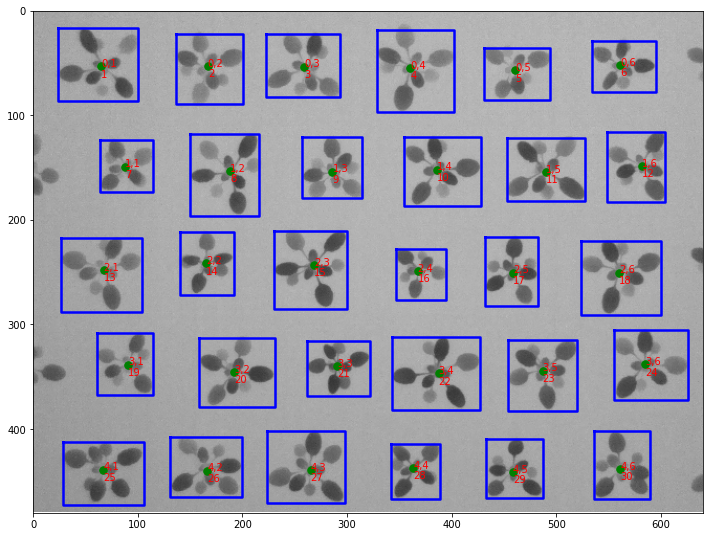 0
0,1 0,2 0,3 0,4 0,5 0,6
1 2 3 4 5 6
100
1,1 1,2 1,3 1,4 1,5 1,6
7 8 9 10 11 12
200
2,1 2,2 2,3 2,4 2,5 2,6
13 14 15 16 17 18
300
3,1 3,2 3,3 3,4 3,5 3,6
19 20 21 22 23 24
400
4,1 4,2 4,3 4,4 4,5 4,6
25 26 27 28 29 30
0 100 200 300 400 500 600